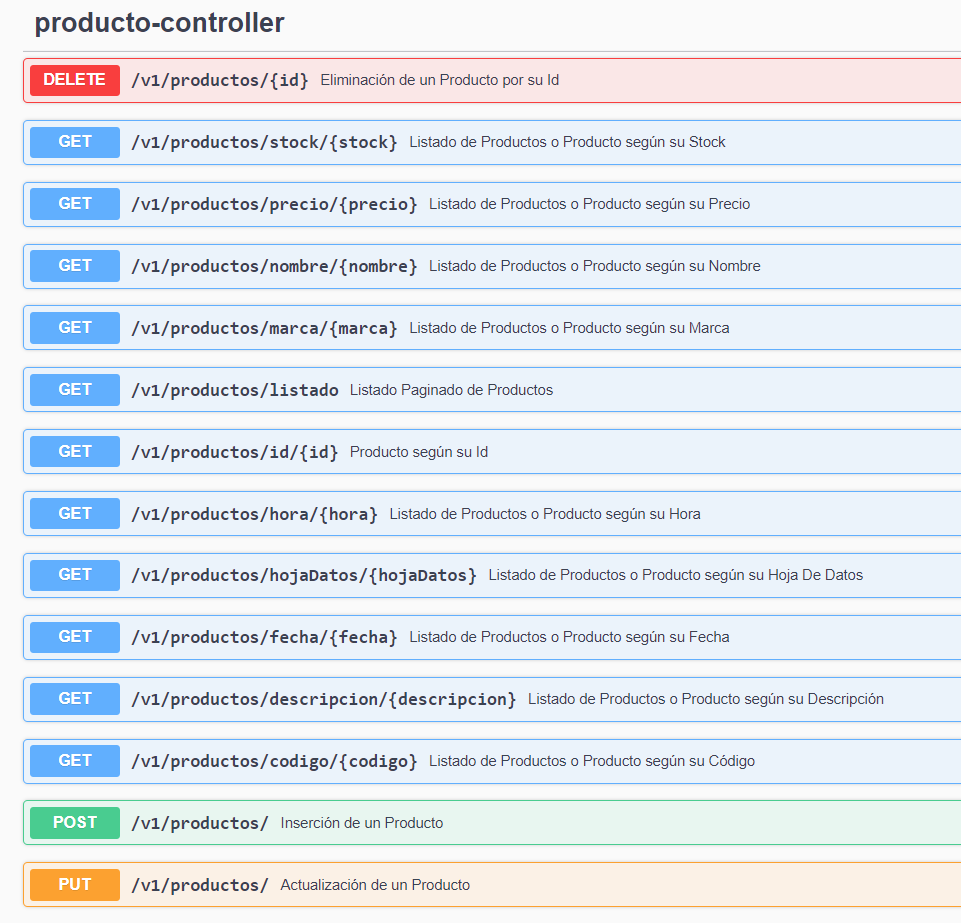 producto-controller
DELETE /v1/productos/{id} Eliminación de un Producto por su Id
GET /v1/productos/stock/{stock} Listado de Productos o Producto según su Stock
GET /v1/productos/precio/{precio} Listado de Productos o Producto según su Precio
GET /v1/productos/nombre/{nombre} Listado de Productos o Producto según su Nombre
GET /v1/productos/marca/{marca} Listado de Productos o Producto según su Marca
GET /v1/productos/listado Listado Paginado de Productos
GET /v1/productos/id/{id} Producto según su Id
GET /v1/productos/hora/{hora} Listado de Productos o Producto según su Hora
GET /v1/productos/hojaDatos/{hojaDatos} Listado de Productos o Producto según su Hoja De Datos
GET /v1/productos/fecha/{fecha} Listado de Productos o Producto según su Fecha
GET /v1/productos/descripcion/{descripcion} Listado de Productos o Producto según su Descripción
GET /v1/productos/codigo/{codigo} Listado de Productos o Producto según su Código
POST /v1/productos/ Inserción de un Producto
PUT /v1/productos/ Actualización de un Producto